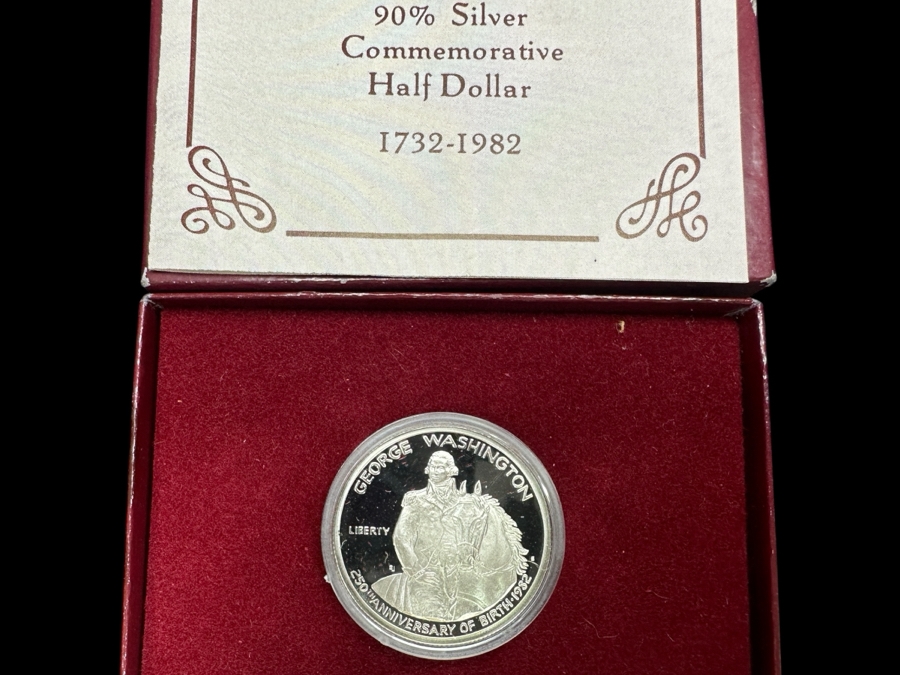 90% Silver
Commemorative
Half Dollar
1732-1982
GEORGE WASHINGTON
LIBERTY
250TH ANNIVERSARY OF BIRTH·1982